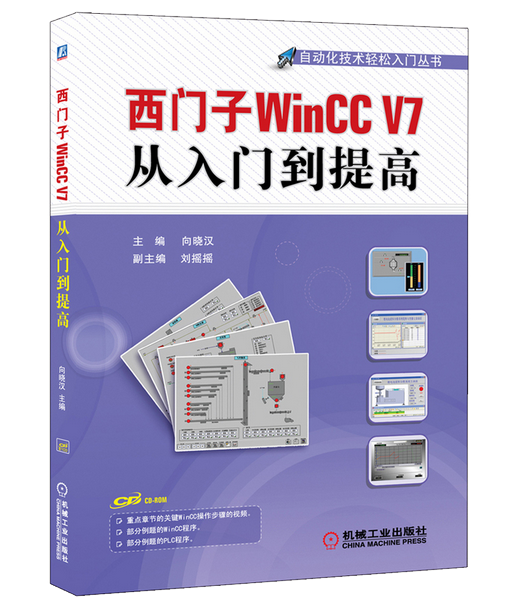 自动化技术轻松入门丛书
西门子WinCC V7
从入门到提高
主编 向晓汉
副主编 刘摇摇
CD-ROM
重点章节的关键WinCC操作步骤的视频。
部分例题的WinCC程序。
部分例题的PLC程序。
机械工业出版社
CHINA MACHINE PRESS
西门子WinCC V7
从入门到提高
向晓汉 主编
机械工业出版社
CHINA MACHINE PRESS